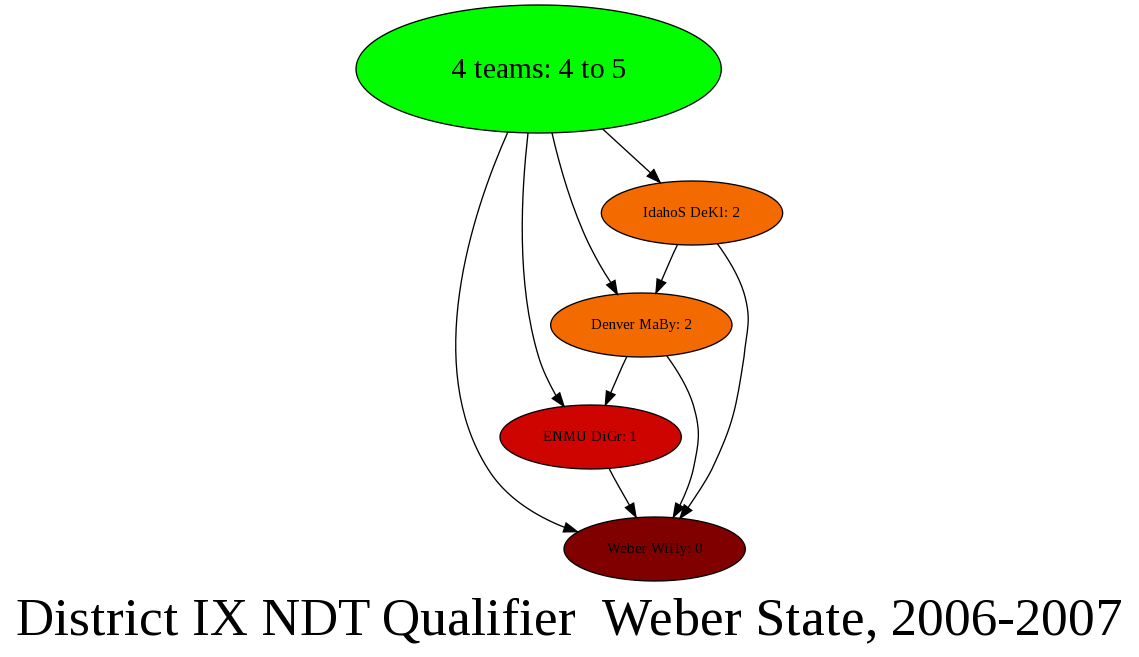 4 teams: 4 to 5
IdahoS DeKl: 2
Denver MaBy: 2
ENMU DiGr: 1
Weber WiHy: 0
District IX NDT Qualifier  Weber State, 2006-2007